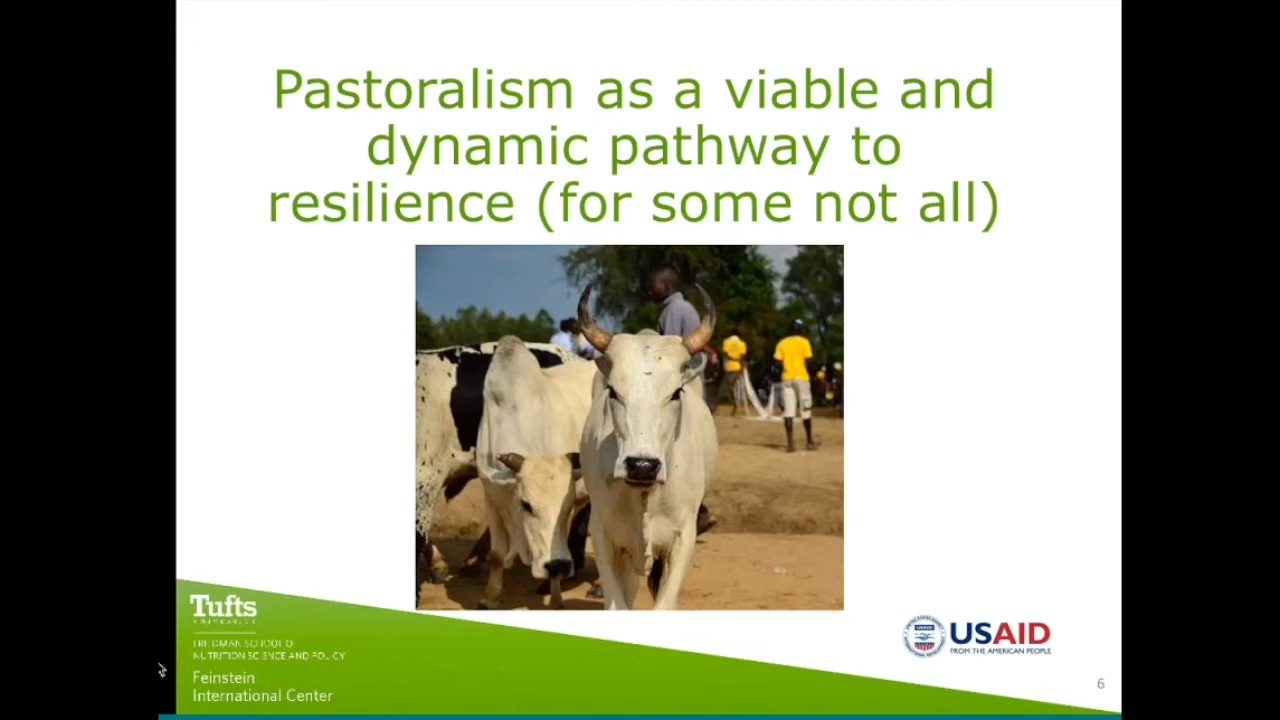 Pastoralism as a viable and
dynamic pathway to
resilience (for some not all)
Tufts
UNIVERSITY
FRIEDMAN SCHOOL OF
NUTRITION SCIENCE AND POLICY
Feinstein
International Center
USAID
FROM THE AMERICAN PEOPLE
6